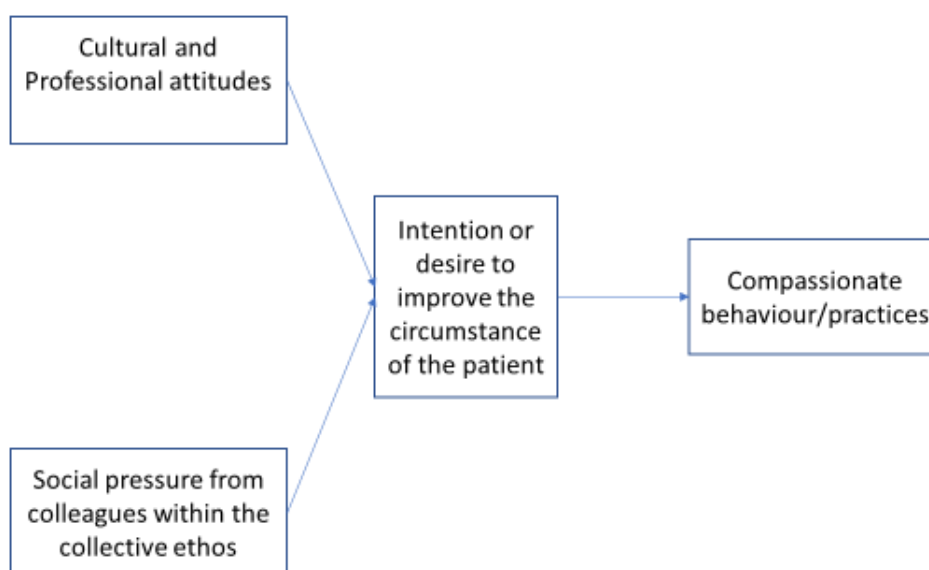 Cultural and
Professional attitudes
Intention or
desire to
improve the
circumstance
of the patient
Compassionate
behaviour/practices
Social pressure from
colleagues within the
collective ethos